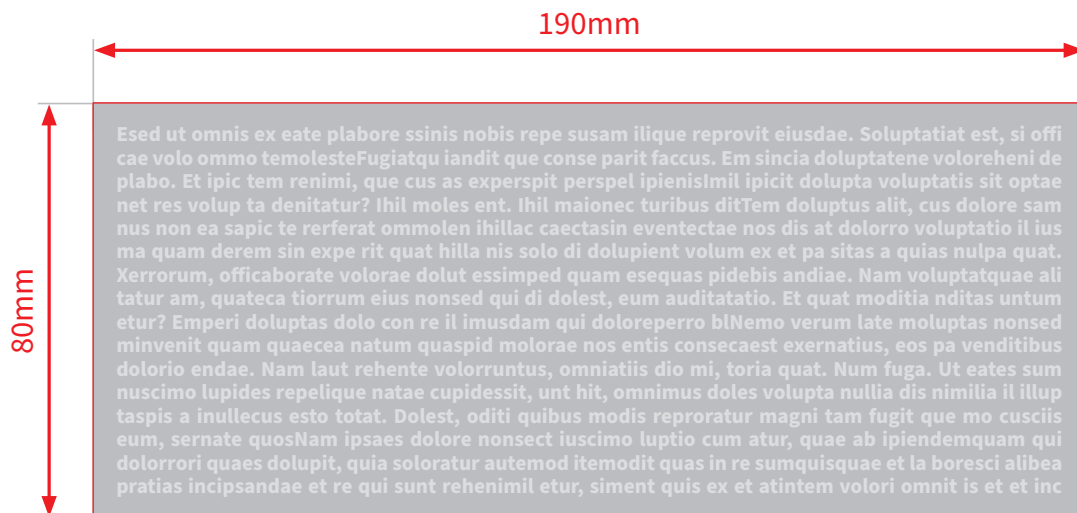 190mm
80mm
Esed ut omnis ex eate plabore ssinis nobis repe susam ilique reprovit eiusdae. Soluptatiat est, si offi
cae volo ommo temolesteFugiatqu iandit que conse parit faccus. Em sincia doluptatene voloreheni de
plabo. Et ipic tem renimi, que cus as experspit perspel ipienisImil ipicit dolupta voluptatis sit optae
net res volup ta denitatur? Ihil moles ent. Ihil maionec turibus ditTem doluptus alit, cus dolore sam
nus non ea sapic te rerferat ommolen ihillac caectasin eventectae nos dis at dolorro voluptatio il ius
ma quam derem sin expe rit quat hilla nis solo di dolupient volum ex et pa sitas a quias nulpa quat.
Xerrorum, officaborate volorae dolut essimped quam esequas pidebis andiae. Nam voluptatquae ali
tatur am, quateca tiorrum eius nonsed qui di dolest, eum auditatatio. Et quat moditia nditas untum
etur? Emperi doluptas dolo con re ilimusdam qui doloreperro blNemo verum late moluptas nonsed
minvenit quam quaecea natum quaspid molorae nos entis consecaest exernatius, eos pa venditibus
dolorio endae. Nam laut rehente volorruntus, omniatiis dio mi, toria quat. Num fuga. Ut eates sum
nuscimo lupides repelique natae cupidessit, unt hit, omnimus doles volupta nullia dis nimilia il illup
taspis a inullecus esto totat. Dolest, oditi quibus modis reproratur magni tam fugit que mo cusciis
eum, sernate quosNam ipsaes dolore nonsect iuscimo luptio cum atur, quae ab ipiendemquam qui
dolorrori quaes dolupit, quia soloratur autemod itemodit quas in re sumquisquae et la boresci alibea
pratias incipsandae et re qui sunt rehenimil etur, siment quis ex et atintem volori omnit is et et inc